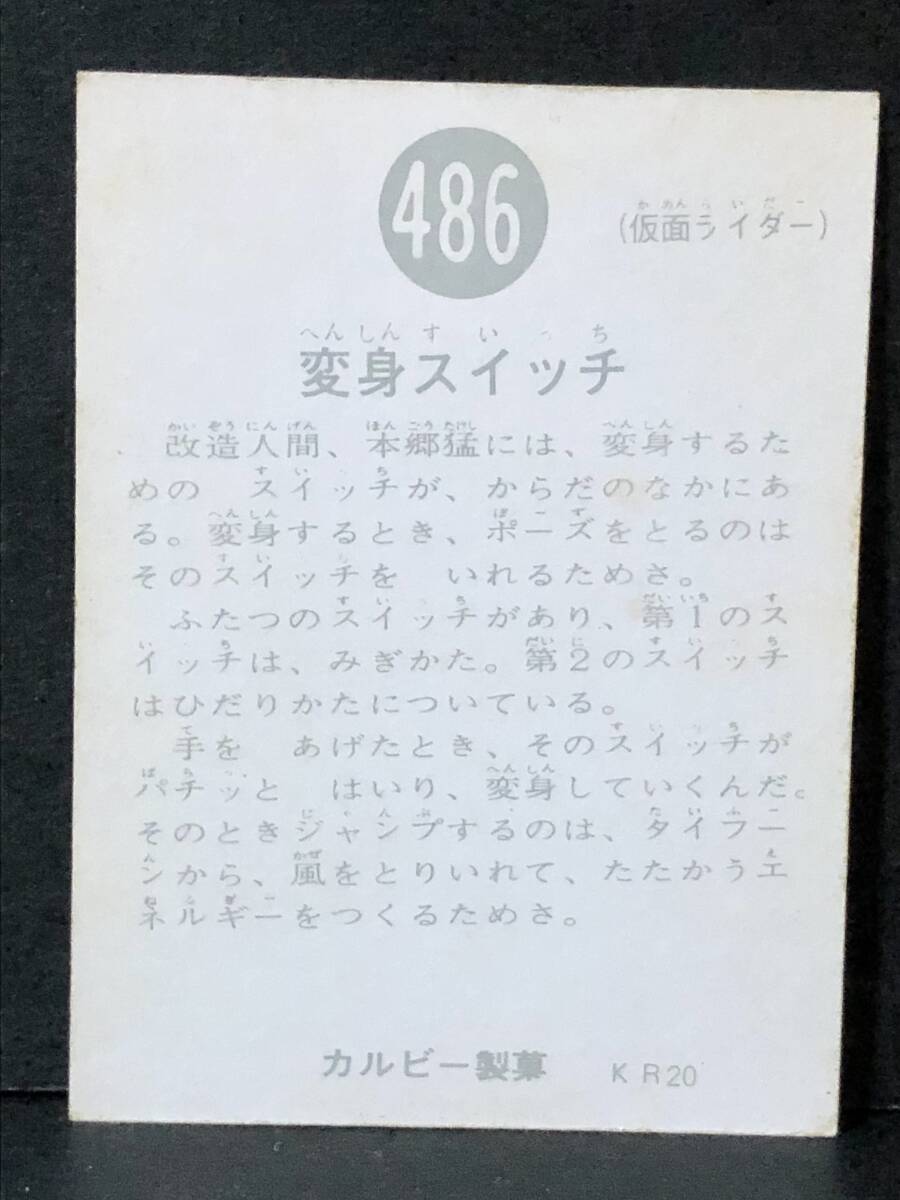 486
(仮面ライダー)
変身スイッチ
改造人間、本郷猛には、変身するた
めの スイッチが、からだのなかにあ
る。変身するとき、ポーズをとるのは
そのスイッチを いれるためさ。
ふたつのスイッチがあり、第1のス
イッチは、みぎかた。第2のスイッチ
はひだりかたについている。
手を あげたとき、そのスイッチが
パチッと はいり、変身していくんだ。
そのときジャンプするのは、タイフー
ンから、風をとりいれて、たたかうエ
ネルギーをつくるためさ。
カルビー製菓 KR20